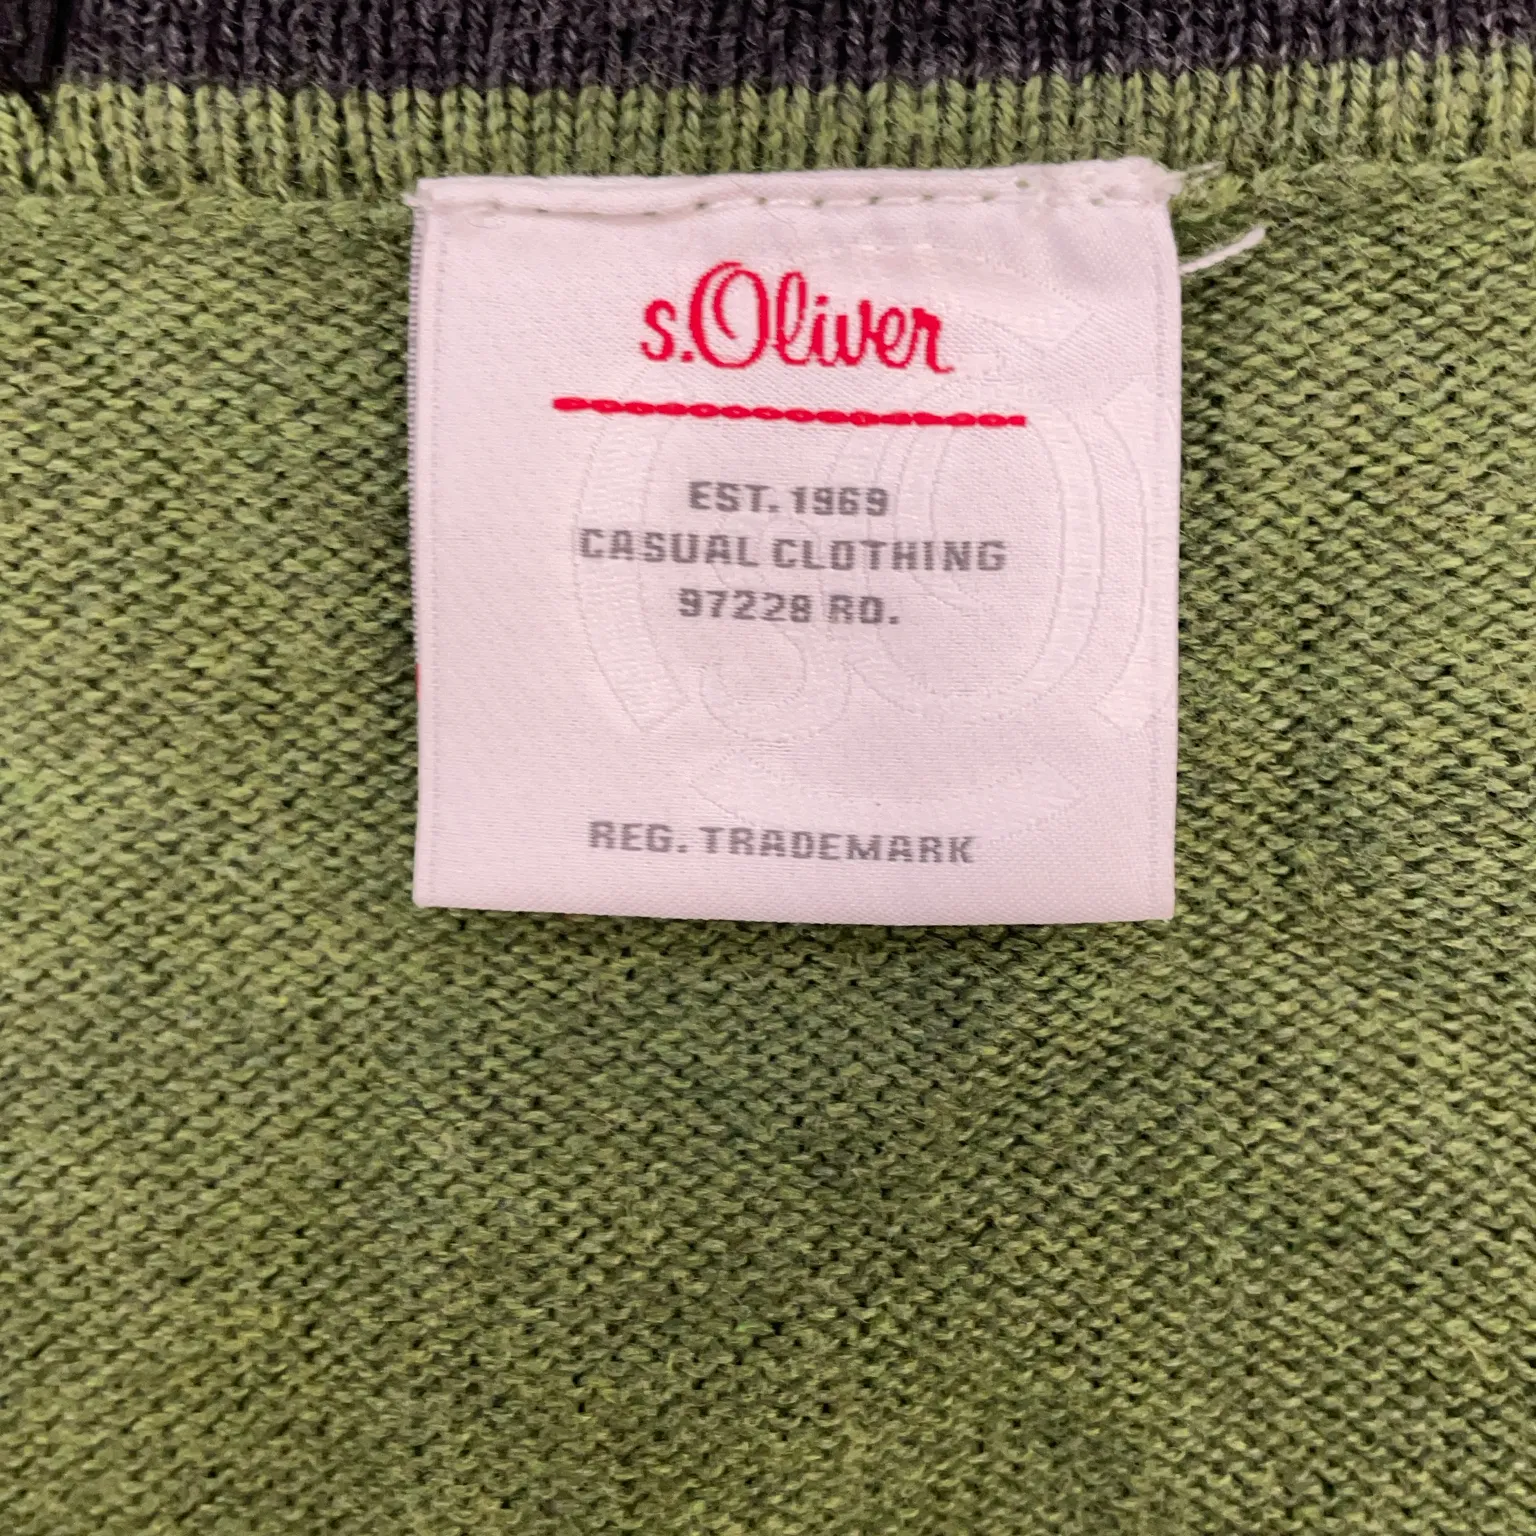 s.Oliver
EST. 1969
CASUAL CLOTHING
97228 RO.
REG. TRADEMARK